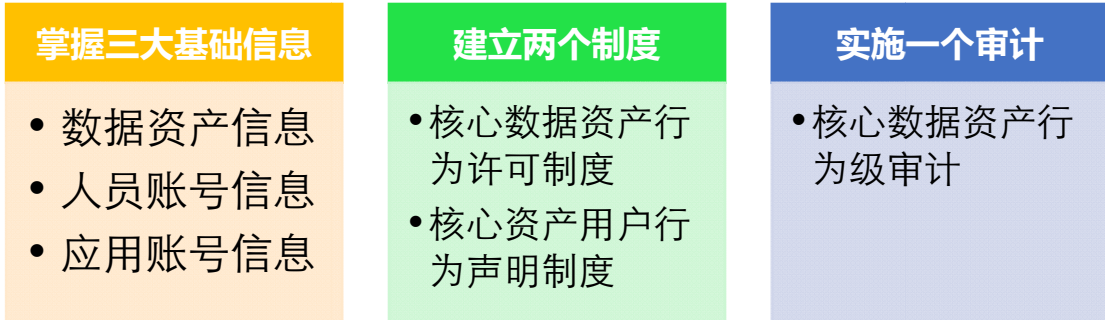 掌握三大基础信息
• 数据资产信息
• 人员账号信息
• 应用账号信息
建立两个制度
•核心数据资产行
为许可制度
•核心资产用户行
为声明制度
实施一个审计
•核心数据资产行
为级审计